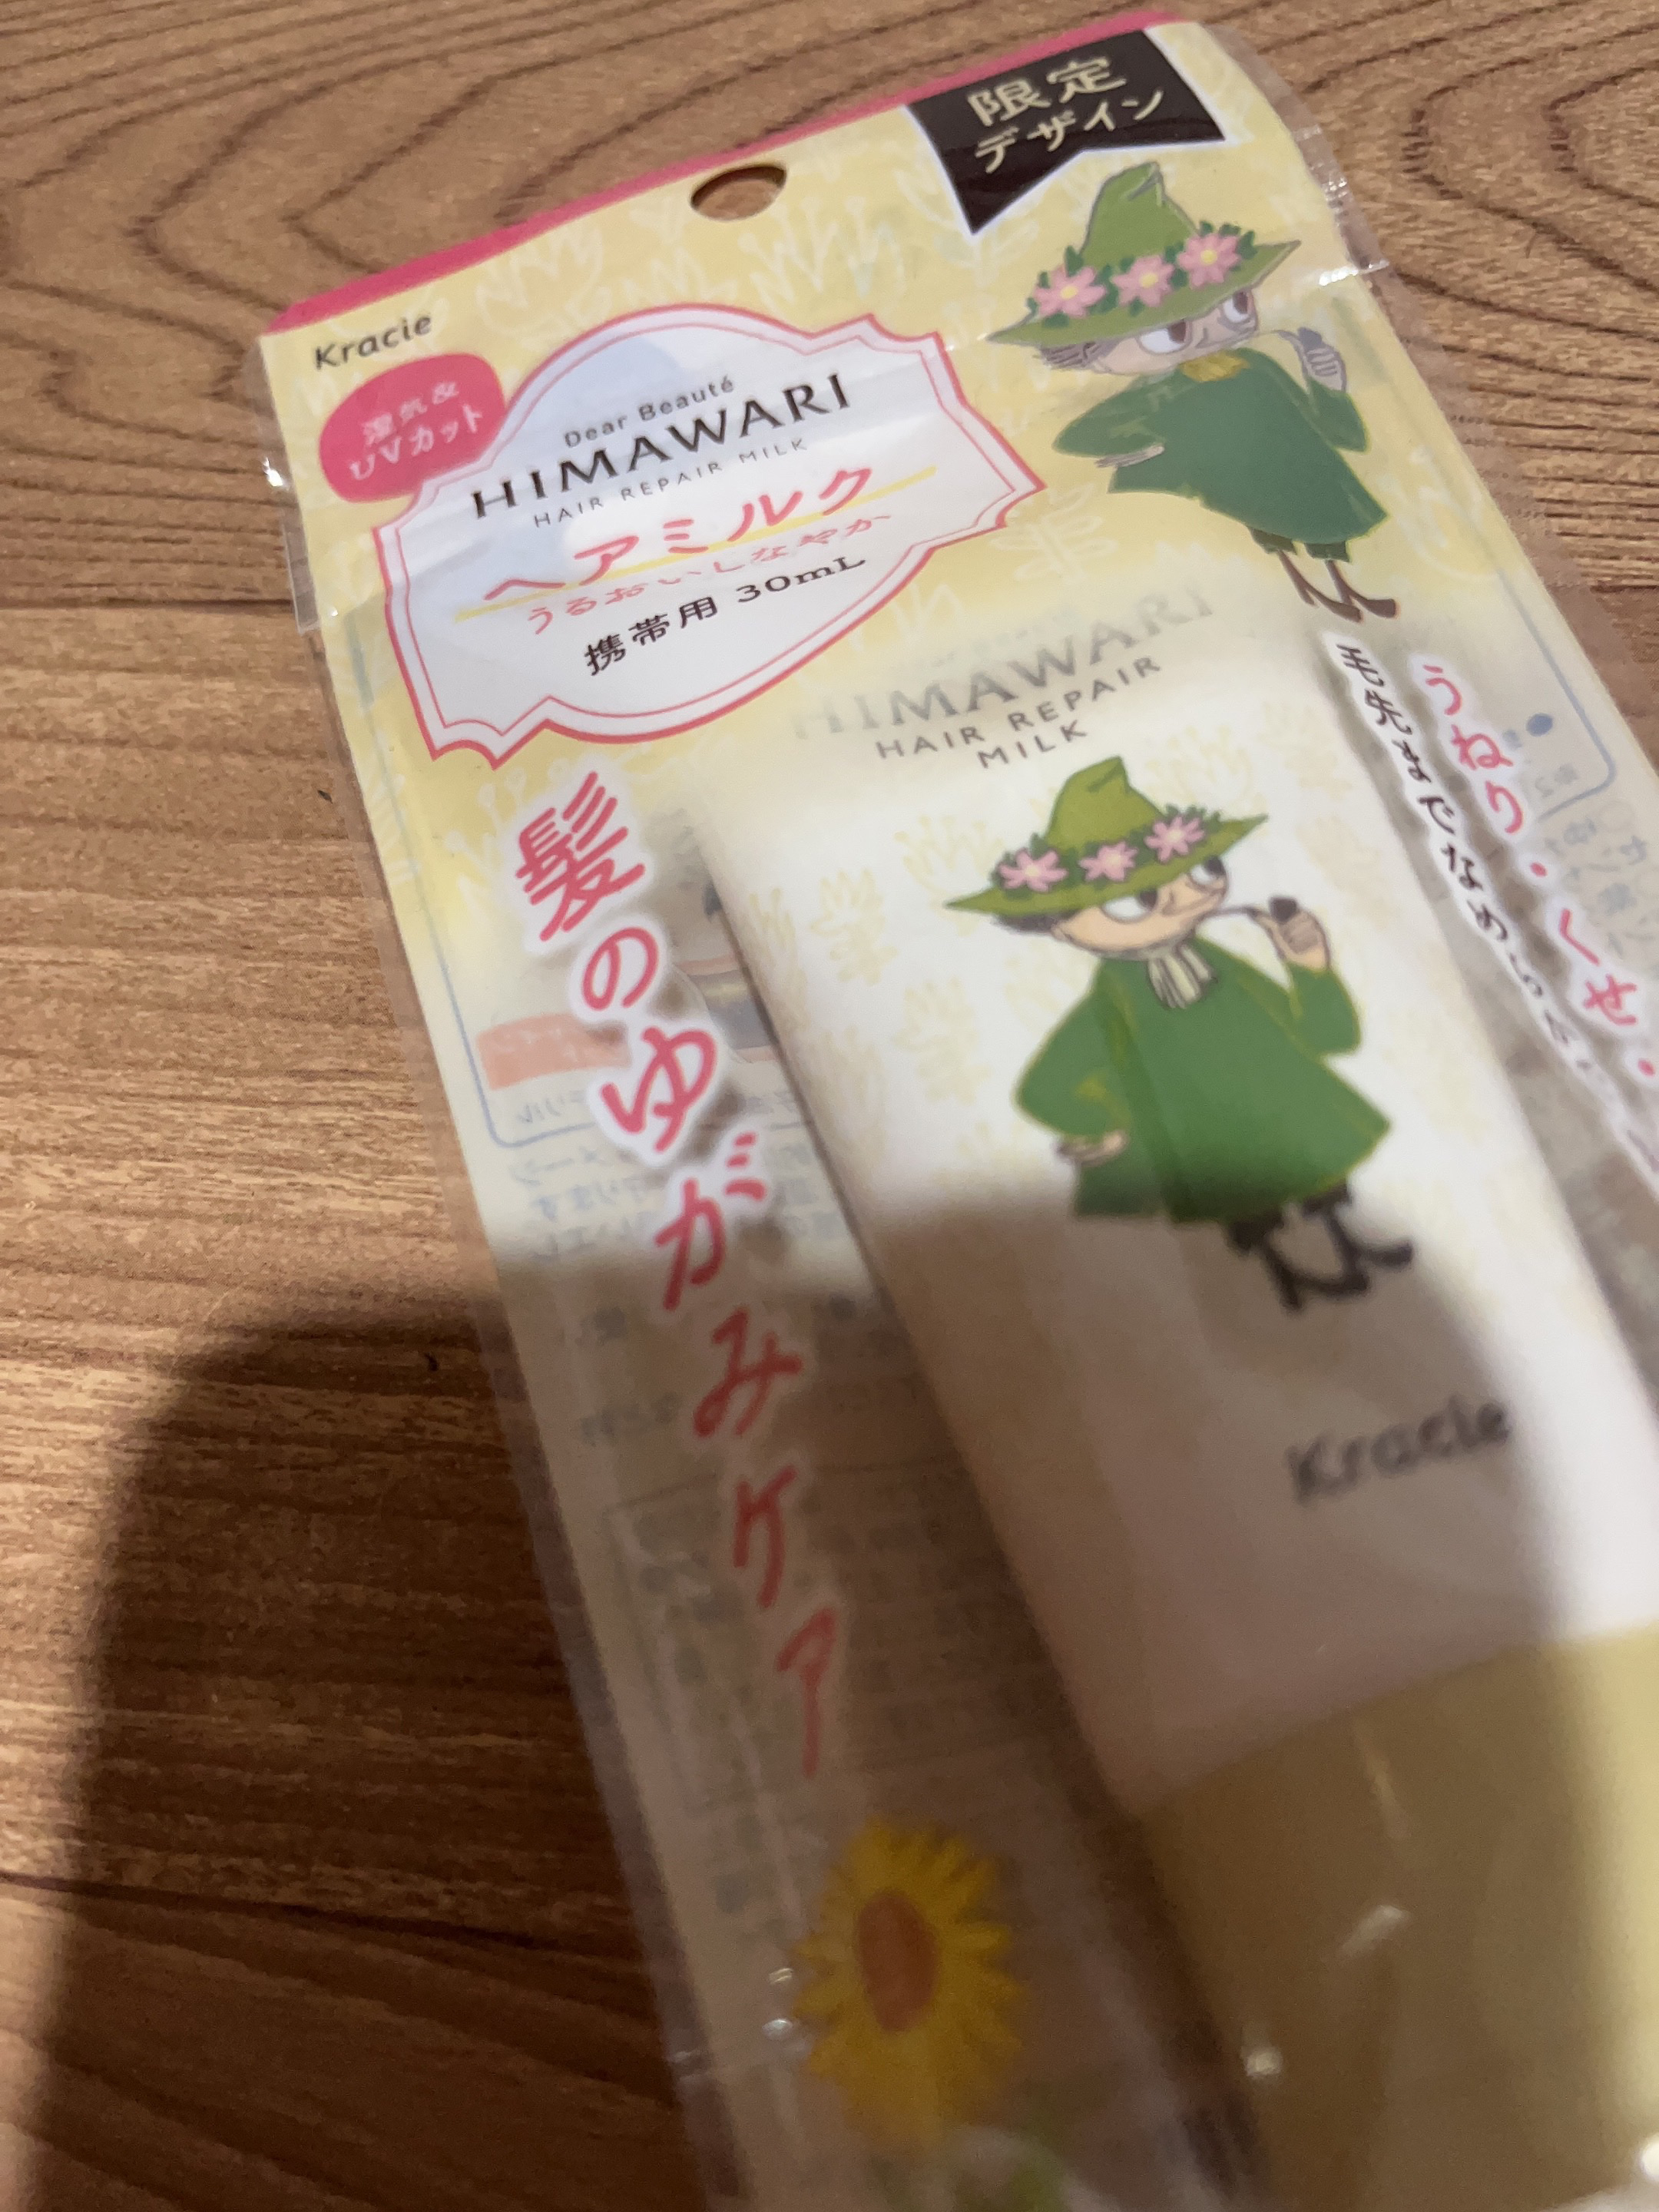 限定
デザイン
Kracie
湿気&
UVカット
Dear Beauté
HIMAWARI
HAIR REPAIR MILK
ヘアミルク
うるおいしなやか
携帯用 30mL
HIMAWARI
HAIR REPAIR
MILK
髪のゆがみケア
うねり・くせ・
毛先までなめらか
Kracie